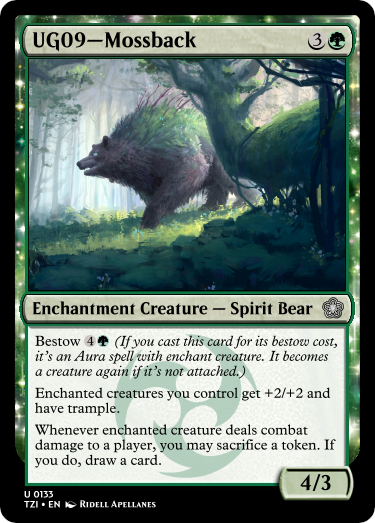 UG09—Mossback 3
Enchantment Creature — Spirit Bear
Bestow 4 (If you cast this card for its bestow cost,
it's an Aura spell with enchant creature. It becomes
a creature again if it's not attached.)
Enchanted creatures you control get +2/+2 and
have trample.
Whenever enchanted creature deals combat
damage to a player, you may sacrifice a token. If
you do, draw a card.
4/3
U 0133
TZI • EN Ridell Apellanes